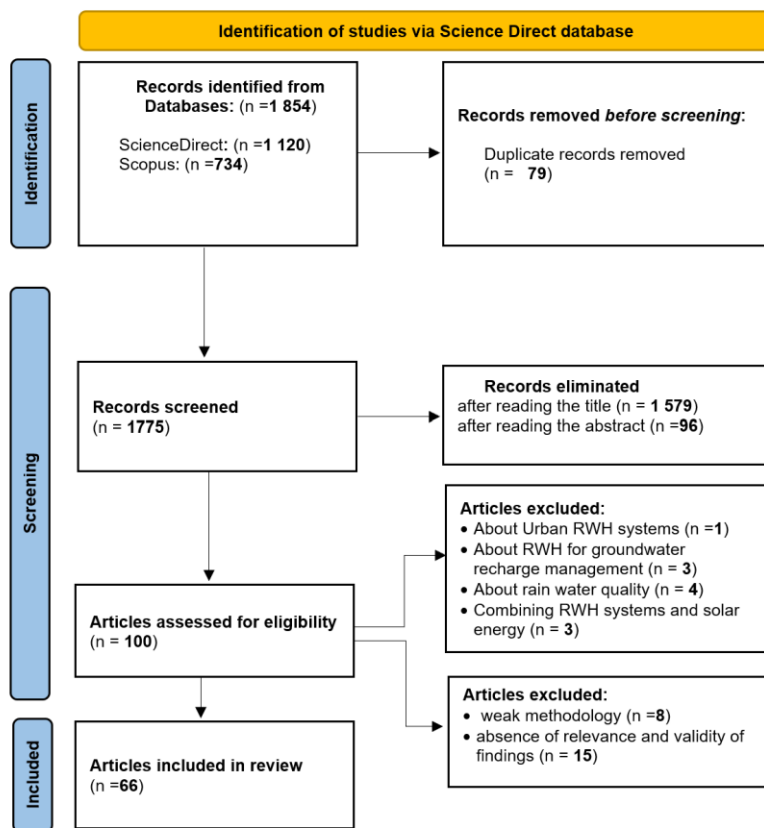 Identification of studies via Science Direct database
Identification
Records identified from
Databases: (n =1 854)
ScienceDirect: (n =1 120)
Scopus: (n =734)
Records removed before screening:
Duplicate records removed
(n = 79)
Screening
Records screened
(n = 1775)
Records eliminated
after reading the title (n = 1 579)
after reading the abstract (n =96)
Articles assessed for eligibility
(n = 100)
Articles excluded:
• About Urban RWH systems (n =1)
• About RWH for groundwater
recharge management (n = 3)
• About rain water quality (n = 4)
• Combining RWH systems and solar
energy (n = 3)
Articles excluded:
• weak methodology (n =8)
• absence of relevance and validity of
findings (n = 15)
Included
Articles included in review
(n =66)